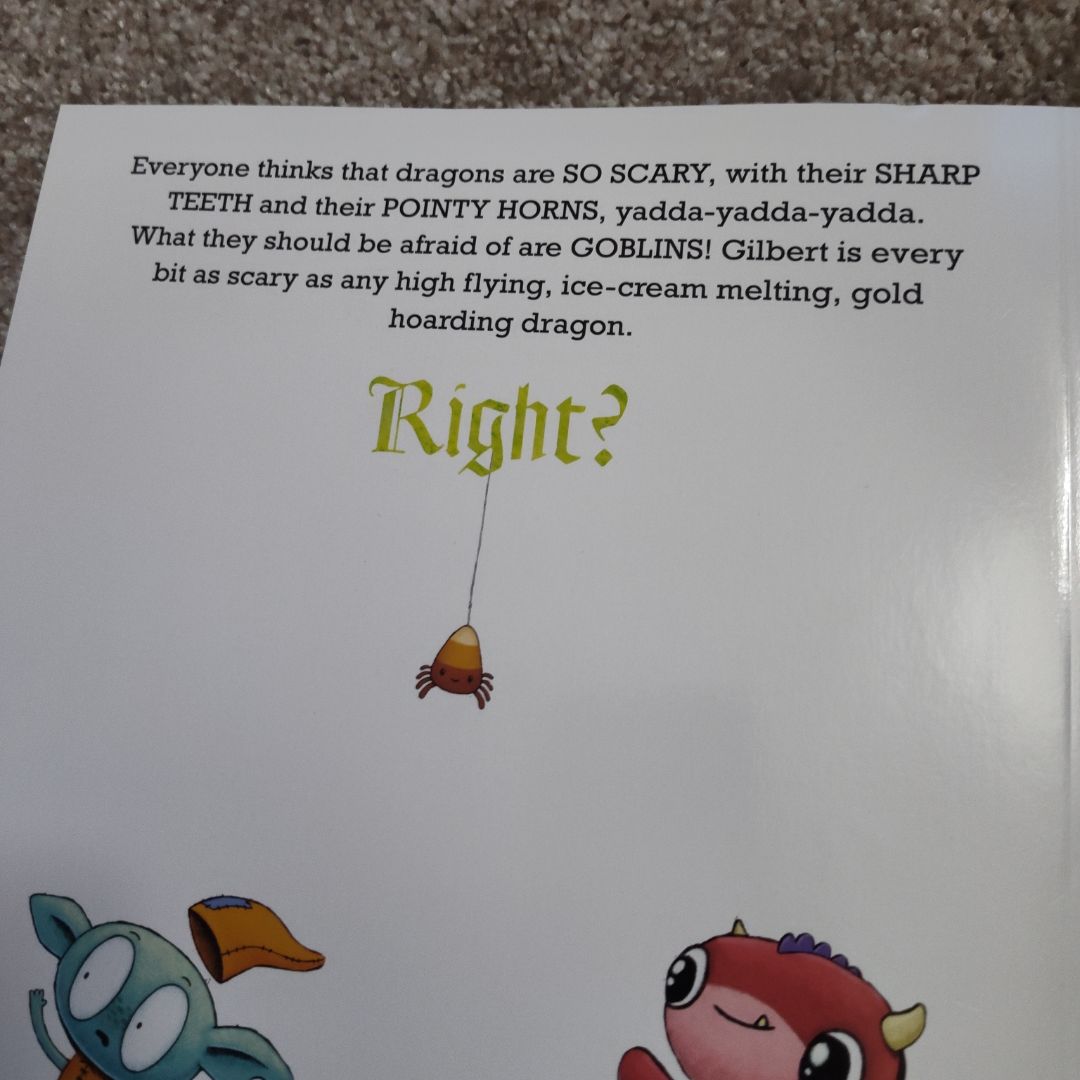 Everyone thinks that dragons are SO SCARY, with their SHARP
TEETH and their POINTY HORNS, yadda-yadda-yadda.
What they should be afraid of are GOBLINS! Gilbert is every
bit as scary as any high flying, ice-cream melting, gold
hoarding dragon.
Right?